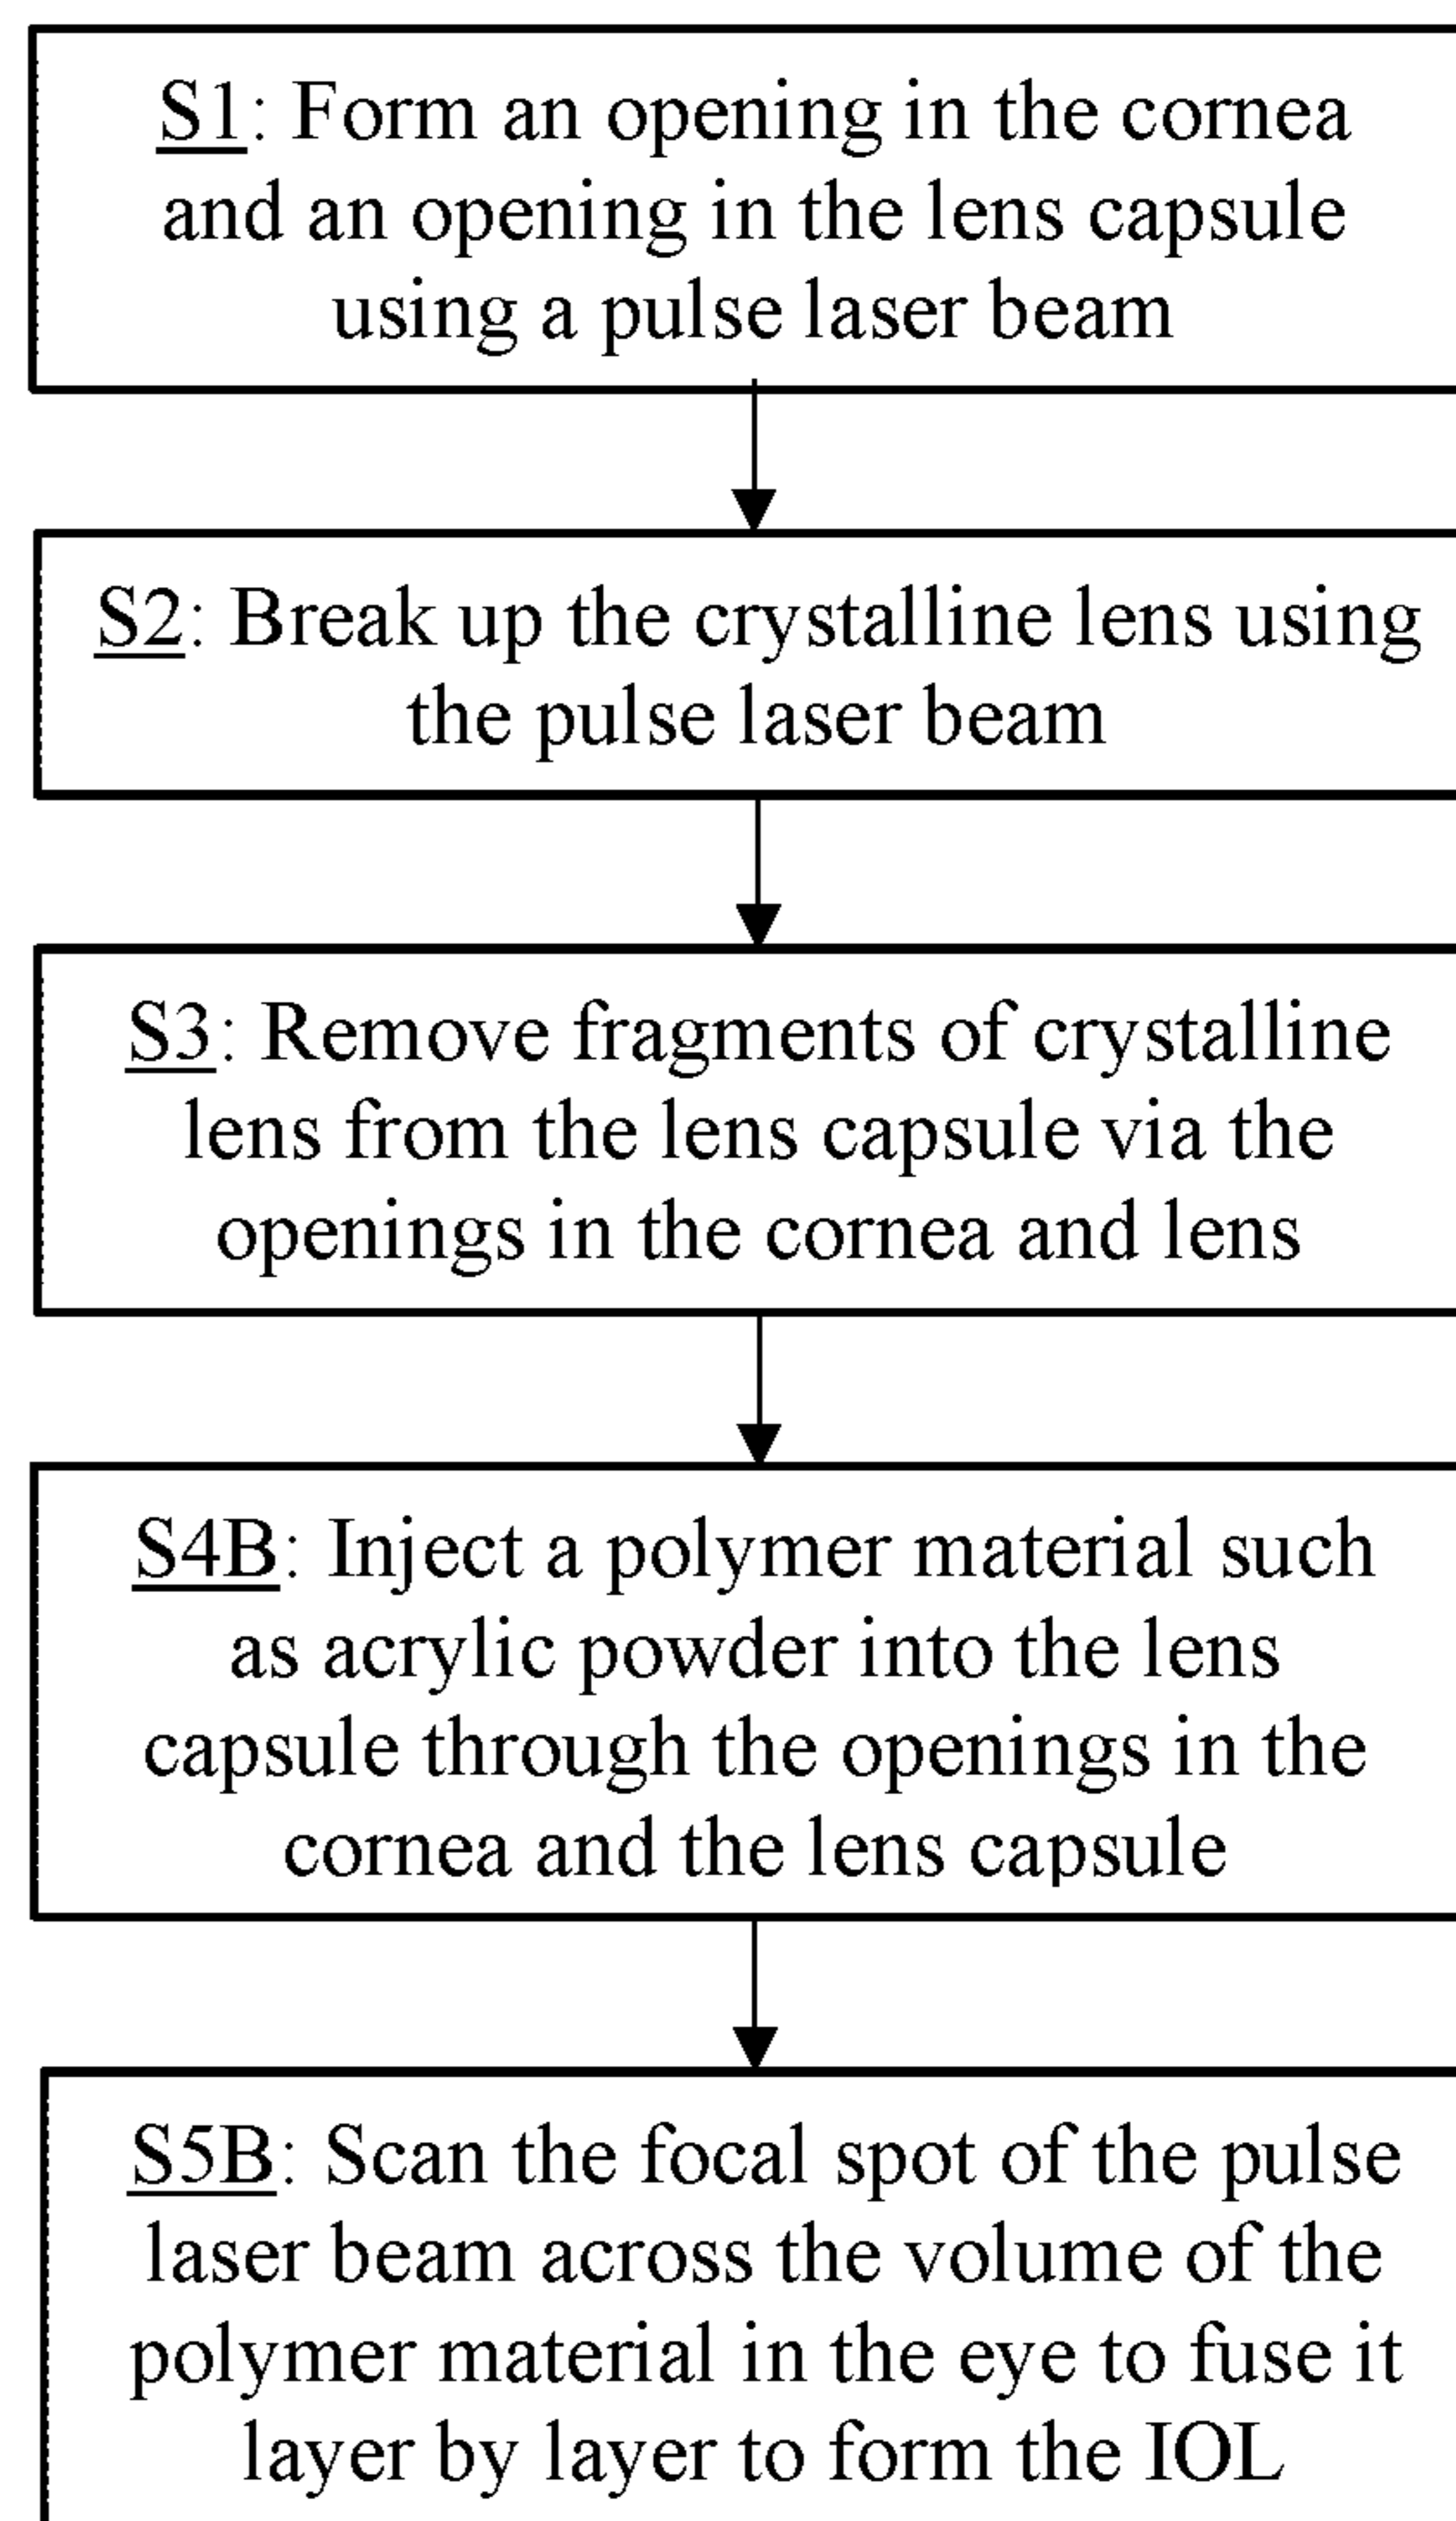 S1: Form an opening in the cornea
and an opening in the lens capsule
using a pulse laser beam
S2: Break up the crystalline lens using
the pulse laser beam
S3: Remove fragments of crystalline
lens from the lens capsule via the
openings in the cornea and lens
S4B: Inject a polymer material such
as acrylic powder into the lens
capsule through the openings in the
cornea and the lens capsule
S5B: Scan the focal spot of the pulse
laser beam across the volume of the
polymer material in the eye to fuse it
layer by layer to form the IOL